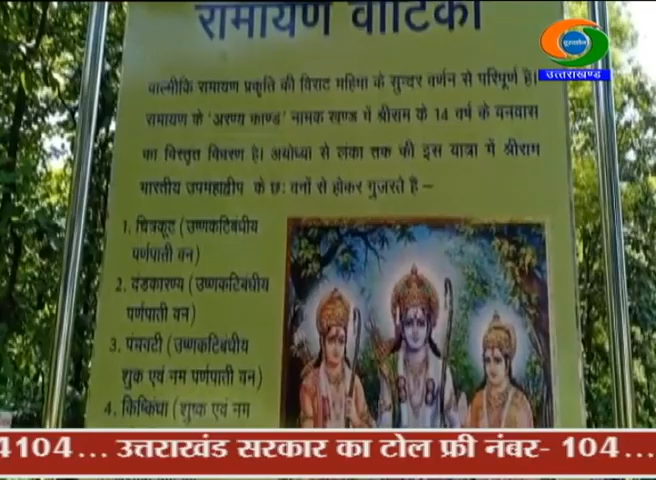 रामायण वाटिका
दूरदर्शन
उत्तराखण्ड
वाल्मीकि रामायण प्रकृति की विराट महिमा के सुन्दर वर्णन से परिपूर्ण है।
रामायण के 'अरण्य काण्ड' नामक खण्ड में श्रीराम के 14 वर्ष के वनवास
का विस्तृत विवरण है। अयोध्या से लंका तक की इस यात्रा में श्रीराम
भारतीय उपमहाद्वीप के छः वनों से होकर गुजरते है –
1. चित्रकूट (उष्णकटिबंधीय
पर्णपाती वन)
2. दंडकारण्य (उष्णकटिबंधीय
पर्णपाती वन)
3. पंचवटी (उष्णकटिबंधीय
शुक एवं नम पर्णपाती वन)
4. किष्किंधा (शुष्क एवं नम
4104... उत्तराखंड सरकार का टोल फ्री नंबर- 104...